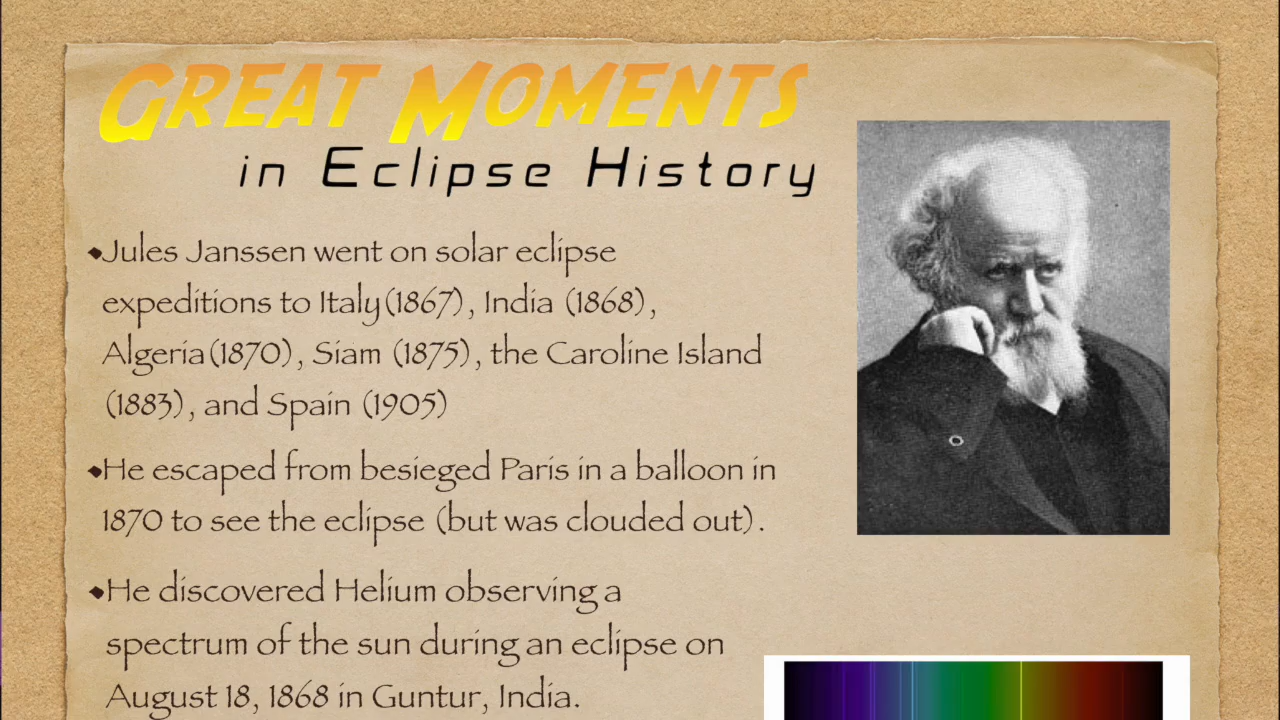 GREAT MOMENTS
in Eclipse History
•Jules Janssen went on solar eclipse
expeditions to Italy(1867), India (1868),
Algeria(1870), Siam (1875), the Caroline Island
(1883), and Spain (1905)
•He escaped from besieged Paris in a balloon in
1870 to see the eclipse (but was clouded out).
•He discovered Helium observing a
spectrum of the sun during an eclipse on
August 18, 1868 in Guntur, India.